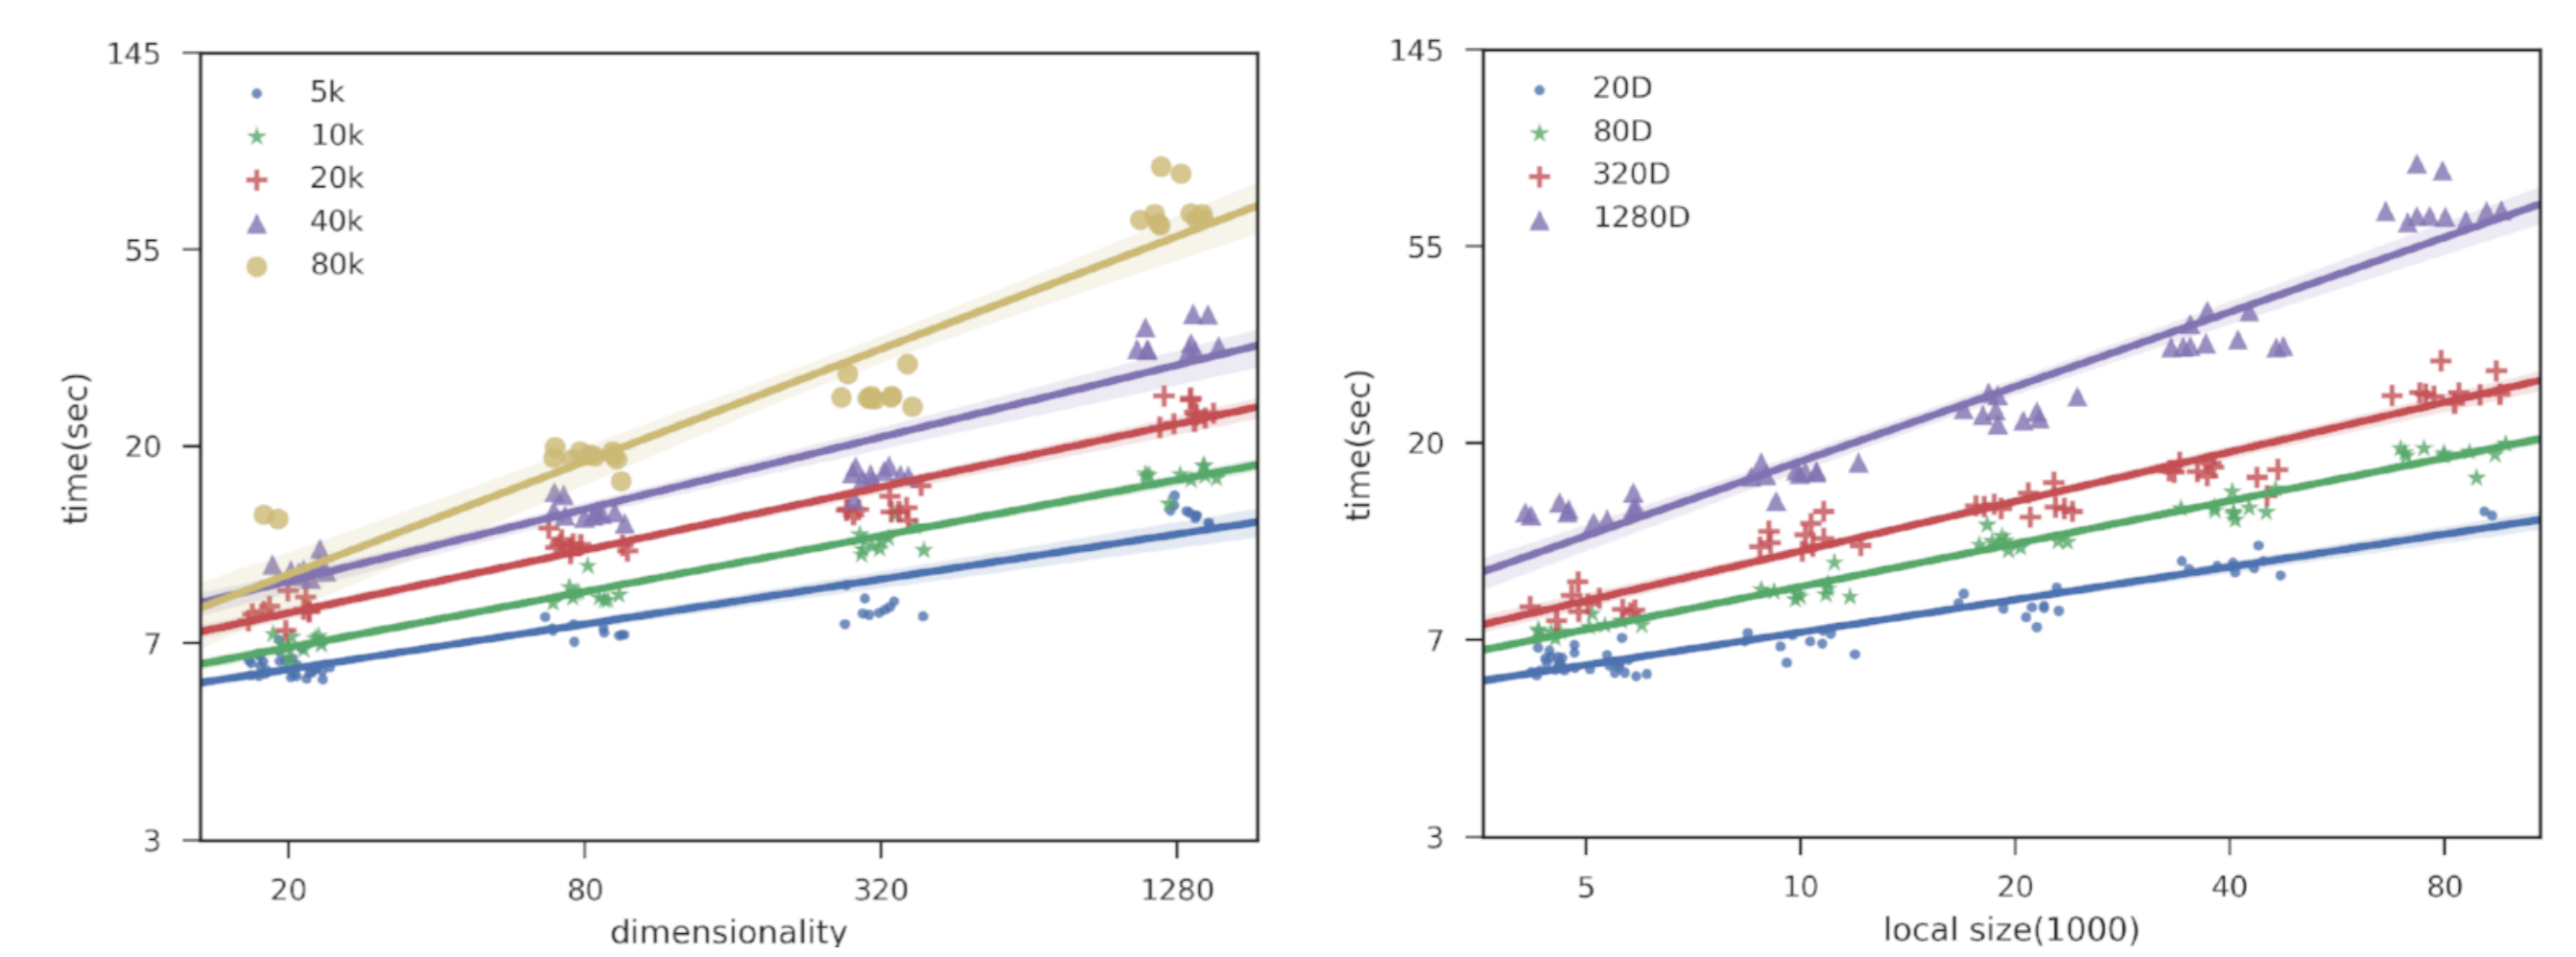 145
55
20
7
3
time(sec)
5k
10k
20k
40k
80k
20 80 320 1280
dimensionality
145
55
20
7
3
time(sec)
20D
80D
320D
1280D
5 10 20 40 80
local size(1000)